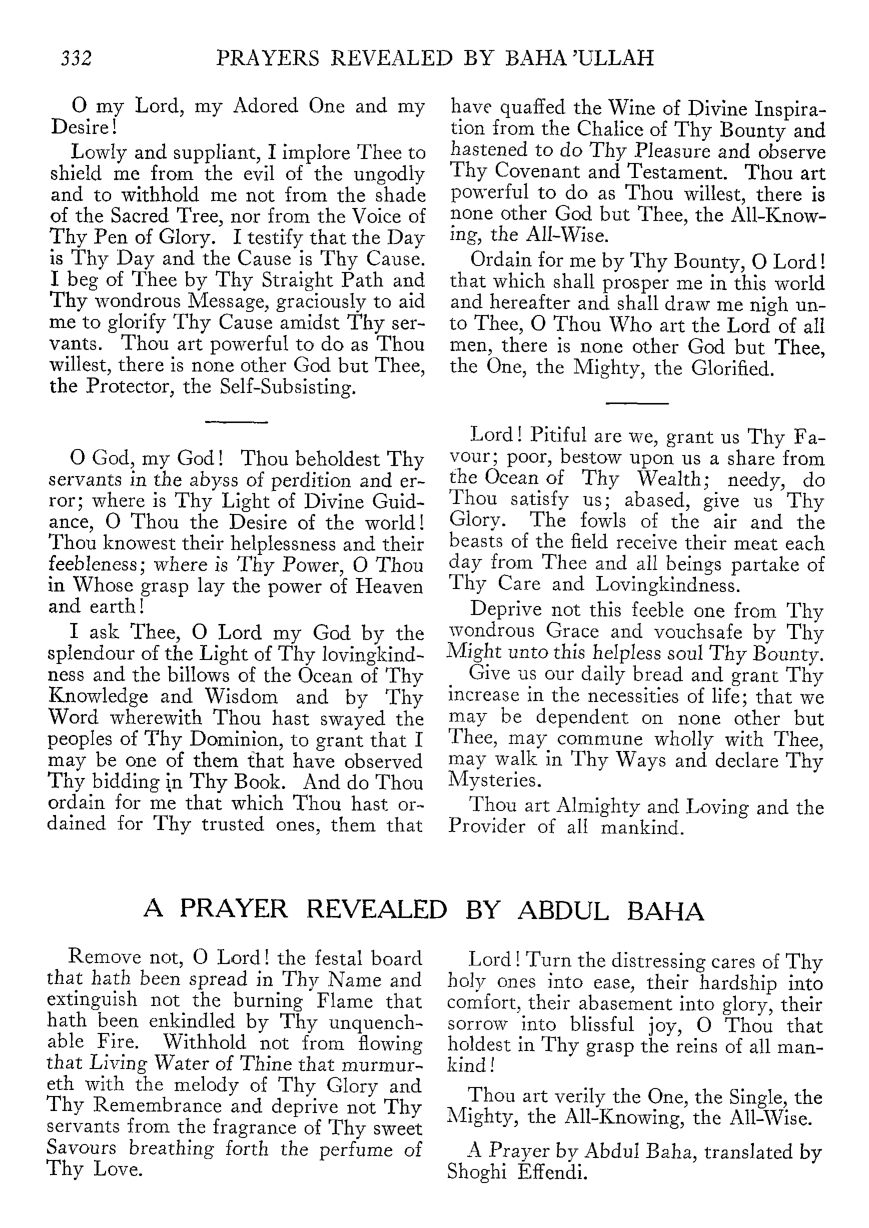 332 PRAYERS REVEALED BY BAHA 'ULLAH
O my Lord, my Adored One and my
Desire!
Lowly and suppliant, I implore Thee to
shield me from the evil of the ungodly
and to withhold me not from the shade
of the Sacred Tree, nor from the Voice of
Thy Pen of Glory. I testify that the Day
is Thy Day and the Cause is Thy Cause.
I beg of Thee by Thy Straight Path and
Thy wondrous Message, graciously to aid
me to glorify Thy Cause amidst Thy ser-
vants. Thou art powerful to do as Thou
willest, there is none other God but Thee,
the Protector, the Self-Subsisting.
O God, my God! Thou beholdest Thy
servants in the abyss of perdition and er-
ror; where is Thy Light of Divine Guid-
ance, O Thou the Desire of the world!
Thou knowest their helplessness and their
feebleness; where is Thy Power, O Thou
in Whose grasp lay the power of Heaven
and earth!
I ask Thee, O Lord my God by the
splendour of the Light of Thy lovingkind-
ness and the billows of the Ocean of Thy
Knowledge and Wisdom and by Thy
Word wherewith Thou hast swayed the
peoples of Thy Dominion, to grant that I
may be one of them that have observed
Thy bidding in Thy Book. And do Thou
ordain for me that which Thou hast or-
dained for Thy trusted ones, them that
have quaffed the Wine of Divine Inspira-
tion from the Chalice of Thy Bounty and
hastened to do Thy Pleasure and observe
Thy Covenant and Testament. Thou art
powerful to do as Thou willest, there is
none other God but Thee, the All-Know-
ing, the All-Wise.
Ordain for me by Thy Bounty, O Lord!
that which shall prosper me in this world
and hereafter and shall draw me nigh un-
to Thee, O Thou Who art the Lord of all
men, there is none other God but Thee,
the One, the Mighty, the Glorified.
Lord! Pitiful are we, grant us Thy Fa-
vour; poor, bestow upon us a share from
the Ocean of Thy Wealth; needy, do
Thou satisfy us; abased, give us Thy
Glory. The fowls of the air and the
beasts of the field receive their meat each
day from Thee and all beings partake of
Thy Care and Lovingkindness.
Deprive not this feeble one from Thy
wondrous Grace and vouchsafe by Thy
Might unto this helpless soul Thy Bounty.
Give us our daily bread and grant Thy
increase in the necessities of life; that we
may be dependent on none other but
Thee, may commune wholly with Thee,
may walk in Thy Ways and declare Thy
Mysteries.
Thou art Almighty and Loving and the
Provider of all mankind.
A PRAYER REVEALED BY ABDUL BAHA
Remove not, O Lord! the festal board
that hath been spread in Thy Name and
extinguish not the burning Flame that
hath been enkindled by Thy unquench-
able Fire. Withhold not from flowing
that Living Water of Thine that murmur-
eth with the melody of Thy Glory and
Thy Remembrance and deprive not Thy
servants from the fragrance of Thy sweet
Savours breathing forth the perfume of
Thy Love.
Lord! Turn the distressing cares of Thy
holy ones into ease, their hardship into
comfort, their abasement into glory, their
sorrow into blissful joy, O Thou that
holdest in Thy grasp the reins of all man-
kind!
Thou art verily the One, the Single, the
Mighty, the All-Knowing, the All-Wise.
A Prayer by Abdul Baha, translated by
Shoghi Effendi.